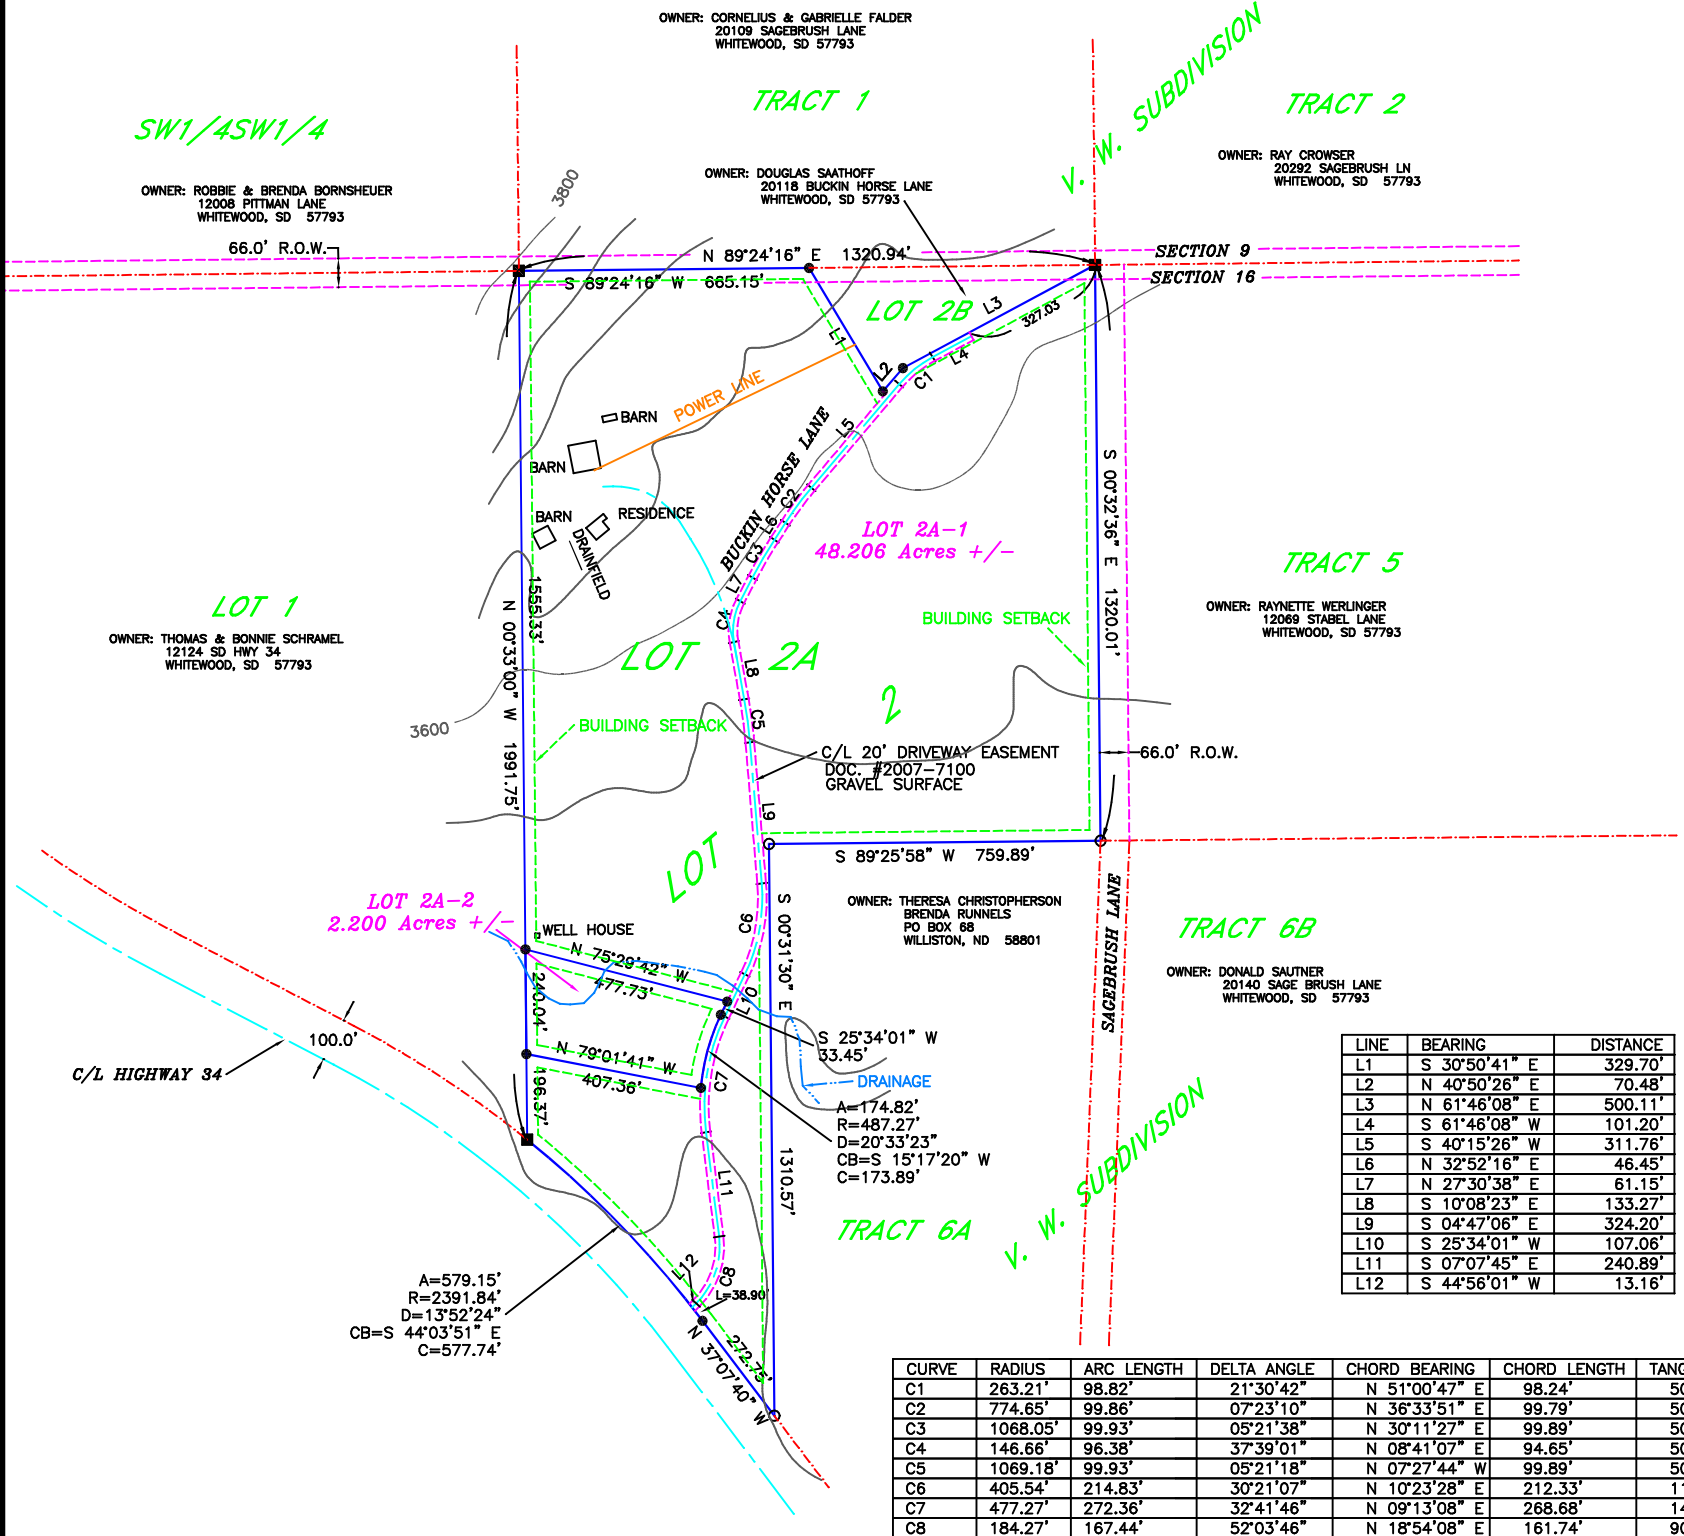 OWNER: CORNELIUS & GABRIELLE FALDER
20109 SAGEBRUSH LANE
WHITEWOOD, SD 57793
TRACT 1
V. W. SUBDIVISION
TRACT 2
SW1/4SW1/4
OWNER: ROBBIE & BRENDA BORNSHEUER
12008 PITTMAN LANE
WHITEWOOD, SD 57793
OWNER: DOUGLAS SAATHOFF
20118 BUCKIN HORSE LANE
WHITEWOOD, SD 57793
OWNER: RAY CROWSER
20292 SAGEBRUSH LN
WHITEWOOD, SD 57793
3800
66.0' R.O.W.
N 89°24'16" E 1320.94'
SECTION 9
SECTION 16
S 89°24'16" W 665.15'
LOT 2B
L3
327.03
L1
L2
L4
C1
POWER LINE
BARN
BARN
BARN
RESIDENCE
DRAINFIELD
BUCKIN HORSE LANE
L5
C2
L6
C3
L7
C4
LOT 2A-1
48.206 Acres +/-
S 00°32'36" E 1320.01'
TRACT 5
OWNER: RAYNETTE WERLINGER
12069 STABEL LANE
WHITEWOOD, SD 57793
LOT 1
OWNER: THOMAS & BONNIE SCHRAMEL
12124 SD HWY 34
WHITEWOOD, SD 57793
1555.33'
N 00°33'00" W 1991.75'
BUILDING SETBACK
LOT 2A
L8
C5
2
3600
BUILDING SETBACK
C/L 20' DRIVEWAY EASEMENT
DOC. #2007-7100
GRAVEL SURFACE
66.0' R.O.W.
L9
S 89°25'58" W 759.89'
LOT
LOT 2A-2
2.200 Acres +/-
WELL HOUSE
C6
S 00°31'30" E
1310.57'
OWNER: THERESA CHRISTOPHERSON
BRENDA RUNNELS
PO BOX 68
WILLISTON, ND 58801
SAGEBRUSH LANE
TRACT 6B
OWNER: DONALD SAUTNER
20140 SAGE BRUSH LANE
WHITEWOOD, SD 57793
N 75°29'42" W
477.73'
240.04'
L10
S 25°34'01" W
33.45'
100.0'
C/L HIGHWAY 34
N 79°01'41" W
407.36'
196.37'
C7
DRAINAGE
A=174.82'
R=487.27'
D=20°33'23"
CB=S 15°17'20" W
C=173.89'
L11
TRACT 6A
V. W. SUBDIVISION
L12
C8
L=38.90'
A=579.15'
R=2391.84'
D=13°52'24"
CB=S 44°03'51" E
C=577.74'
272.75'
N 37°07'40" W
LINE BEARING DISTANCE
L1 S 30°50'41" E 329.70'
L2 N 40°50'26" E 70.48'
L3 N 61°46'08" E 500.11'
L4 S 61°46'08" W 101.20'
L5 S 40°15'26" W 311.76'
L6 N 32°52'16" E 46.45'
L7 N 27°30'38" E 61.15'
L8 S 10°08'23" E 133.27'
L9 S 04°47'06" E 324.20'
L10 S 25°34'01" W 107.06'
L11 S 07°07'45" E 240.89'
L12 S 44°56'01" W 13.16'
CURVE RADIUS ARC LENGTH DELTA ANGLE CHORD BEARING CHORD LENGTH TANG
C1 263.21' 98.82' 21°30'42" N 51°00'47" E 98.24' 50
C2 774.65' 99.86' 07°23'10" N 36°33'51" E 99.79' 50
C3 1068.05' 99.93' 05°21'38" N 30°11'27" E 99.89' 50
C4 146.66' 96.38' 37°39'01" N 08°41'07" E 94.65' 50
C5 1069.18' 99.93' 05°21'18" N 07°27'44" W 99.89' 50
C6 405.54' 214.83' 30°21'07" N 10°23'28" E 212.33' 11
C7 477.27' 272.36' 32°41'46" N 09°13'08" E 268.68' 14
C8 184.27' 167.44' 52°03'46" N 18°54'08" E 161.74' 90